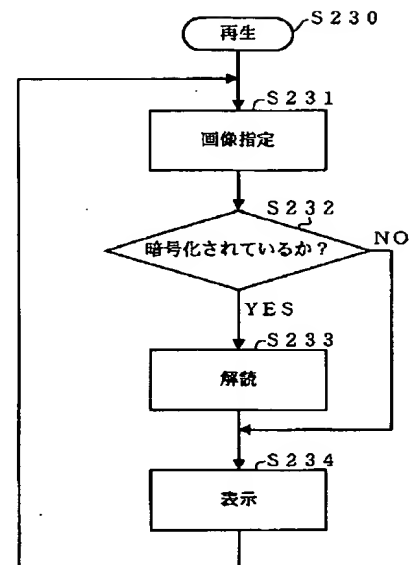 再生
Ｓ２３０
Ｓ２３１
画像指定
Ｓ２３２
暗号化されているか？
ＮＯ
ＹＥＳ
Ｓ２３３
解読
Ｓ２３４
表示